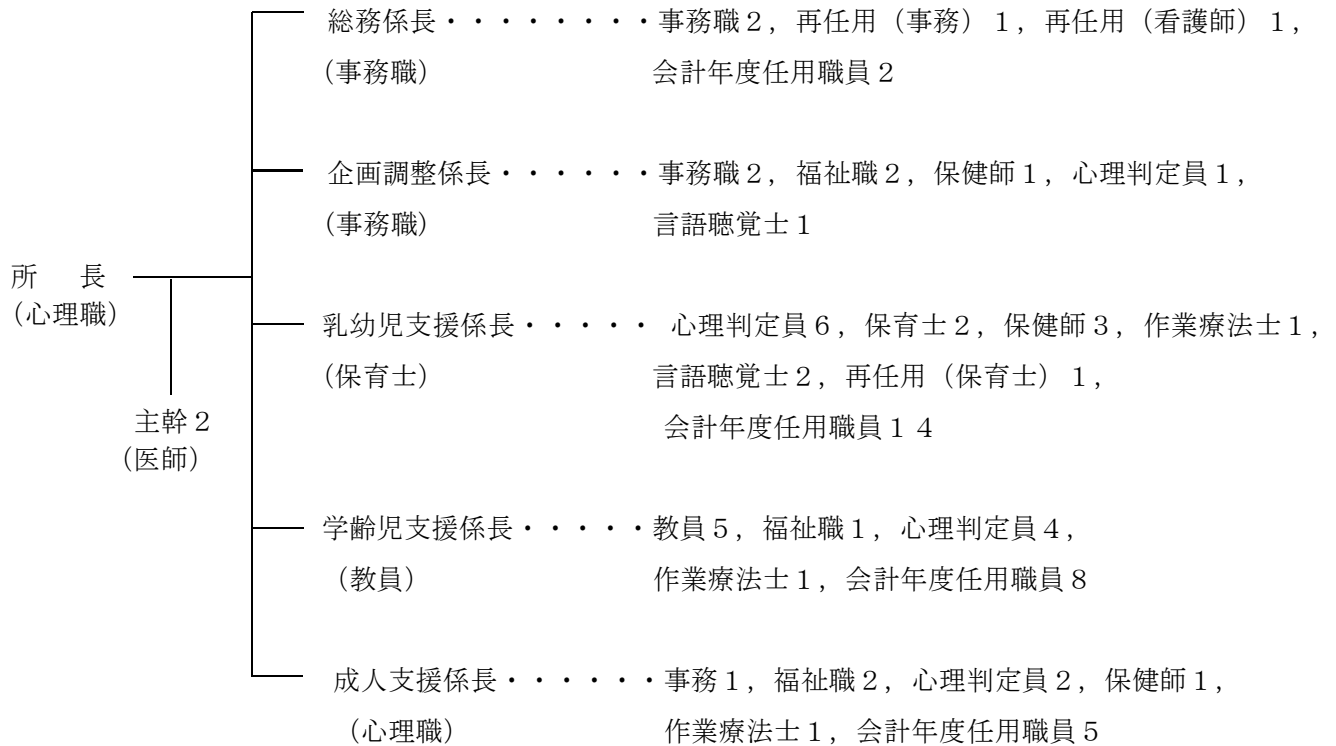 総務係長・・・・・・・・事務職２，再任用（事務）１，再任用（看護師）１，
(事務職) 会計年度任用職員２
企画調整係長・・・・・・事務職２，福祉職２，保健師１，心理判定員１，
(事務職) 言語聴覚士１
所　長
(心理職)
乳幼児支援係長・・・・・ 心理判定員６，保育士２，保健師３，作業療法士１，
(保育士) 言語聴覚士２，再任用（保育士）１，
会計年度任用職員１４
主幹２
（医師）
学齢児支援係長・・・・・教員５，福祉職１，心理判定員４，
（教員） 作業療法士１，会計年度任用職員８
成人支援係長・・・・・・事務１，福祉職２，心理判定員２，保健師１，
（心理職） 作業療法士１，会計年度任用職員５